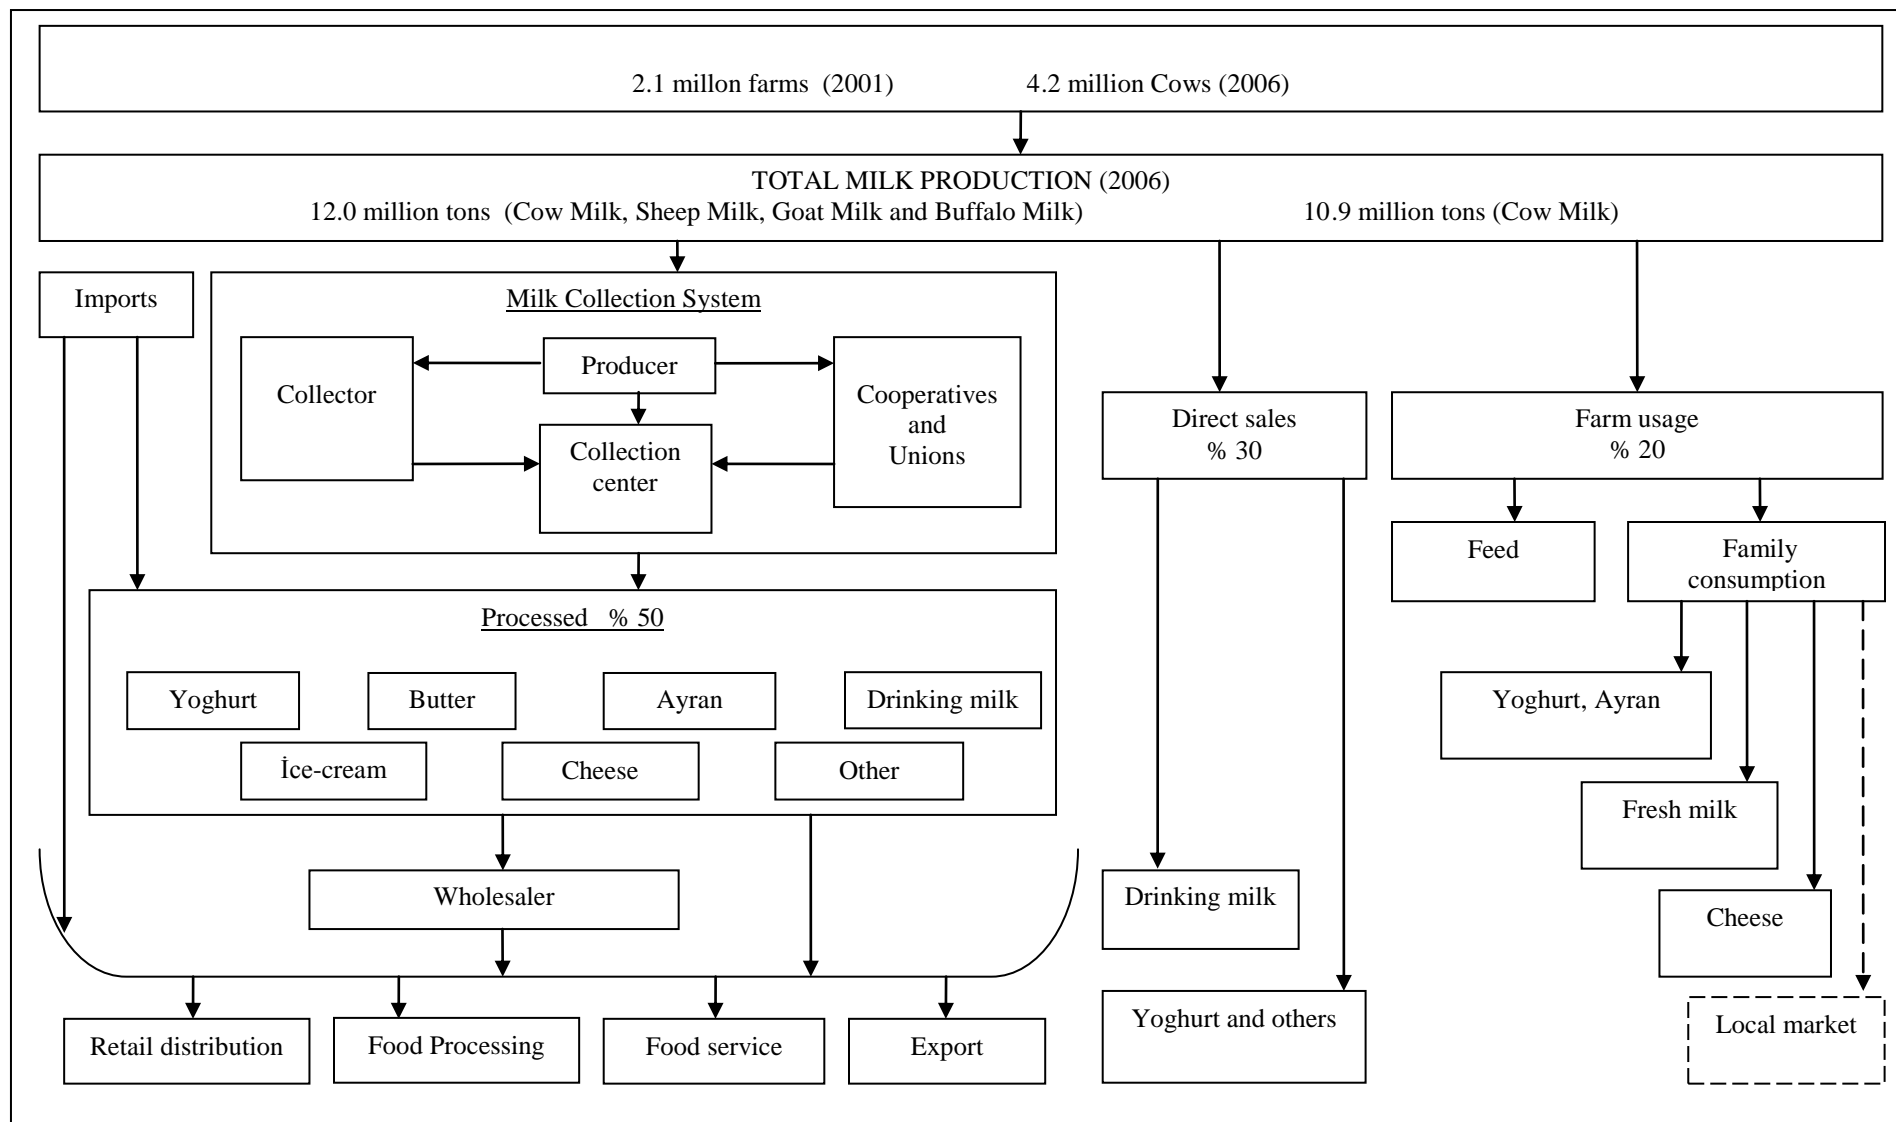 2.1 millon farms (2001) 4.2 million Cows (2006)
TOTAL MILK PRODUCTION (2006)
12.0 million tons (Cow Milk, Sheep Milk, Goat Milk and Buffalo Milk) 10.9 million tons (Cow Milk)
Imports
Milk Collection System
Collector
Producer
Cooperatives
and
Unions
Collection
center
Direct sales
% 30
Farm usage
% 20
Feed
Family
consumption
Processed % 50
Yoghurt
Butter
Ayran
Drinking milk
İce-cream
Cheese
Other
Yoghurt, Ayran
Fresh milk
Cheese
Local market
Wholesaler
Drinking milk
Yoghurt and others
Retail distribution
Food Processing
Food service
Export